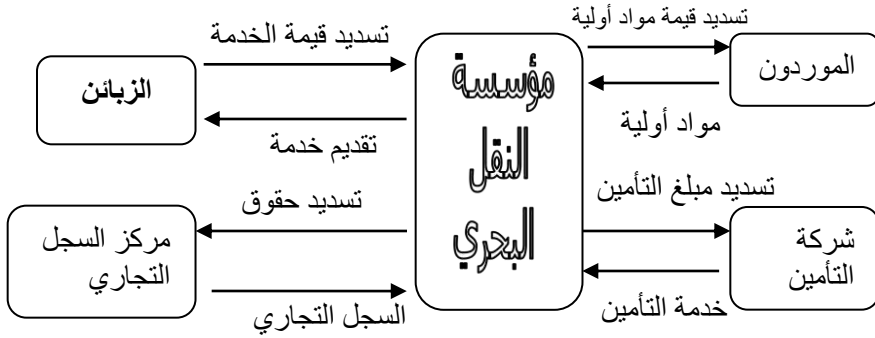 تسديد قيمة مواد أولية
تسديد قيمة الخدمة
الموردون
الزبائن
مؤسسة
النقل
البحري
مواد أولية
تقديم خدمة
تسديد مبلغ التأمين
تسديد حقوق
شركة
التأمين
مركز السجل
التجاري
خدمة التأمين
السجل التجاري